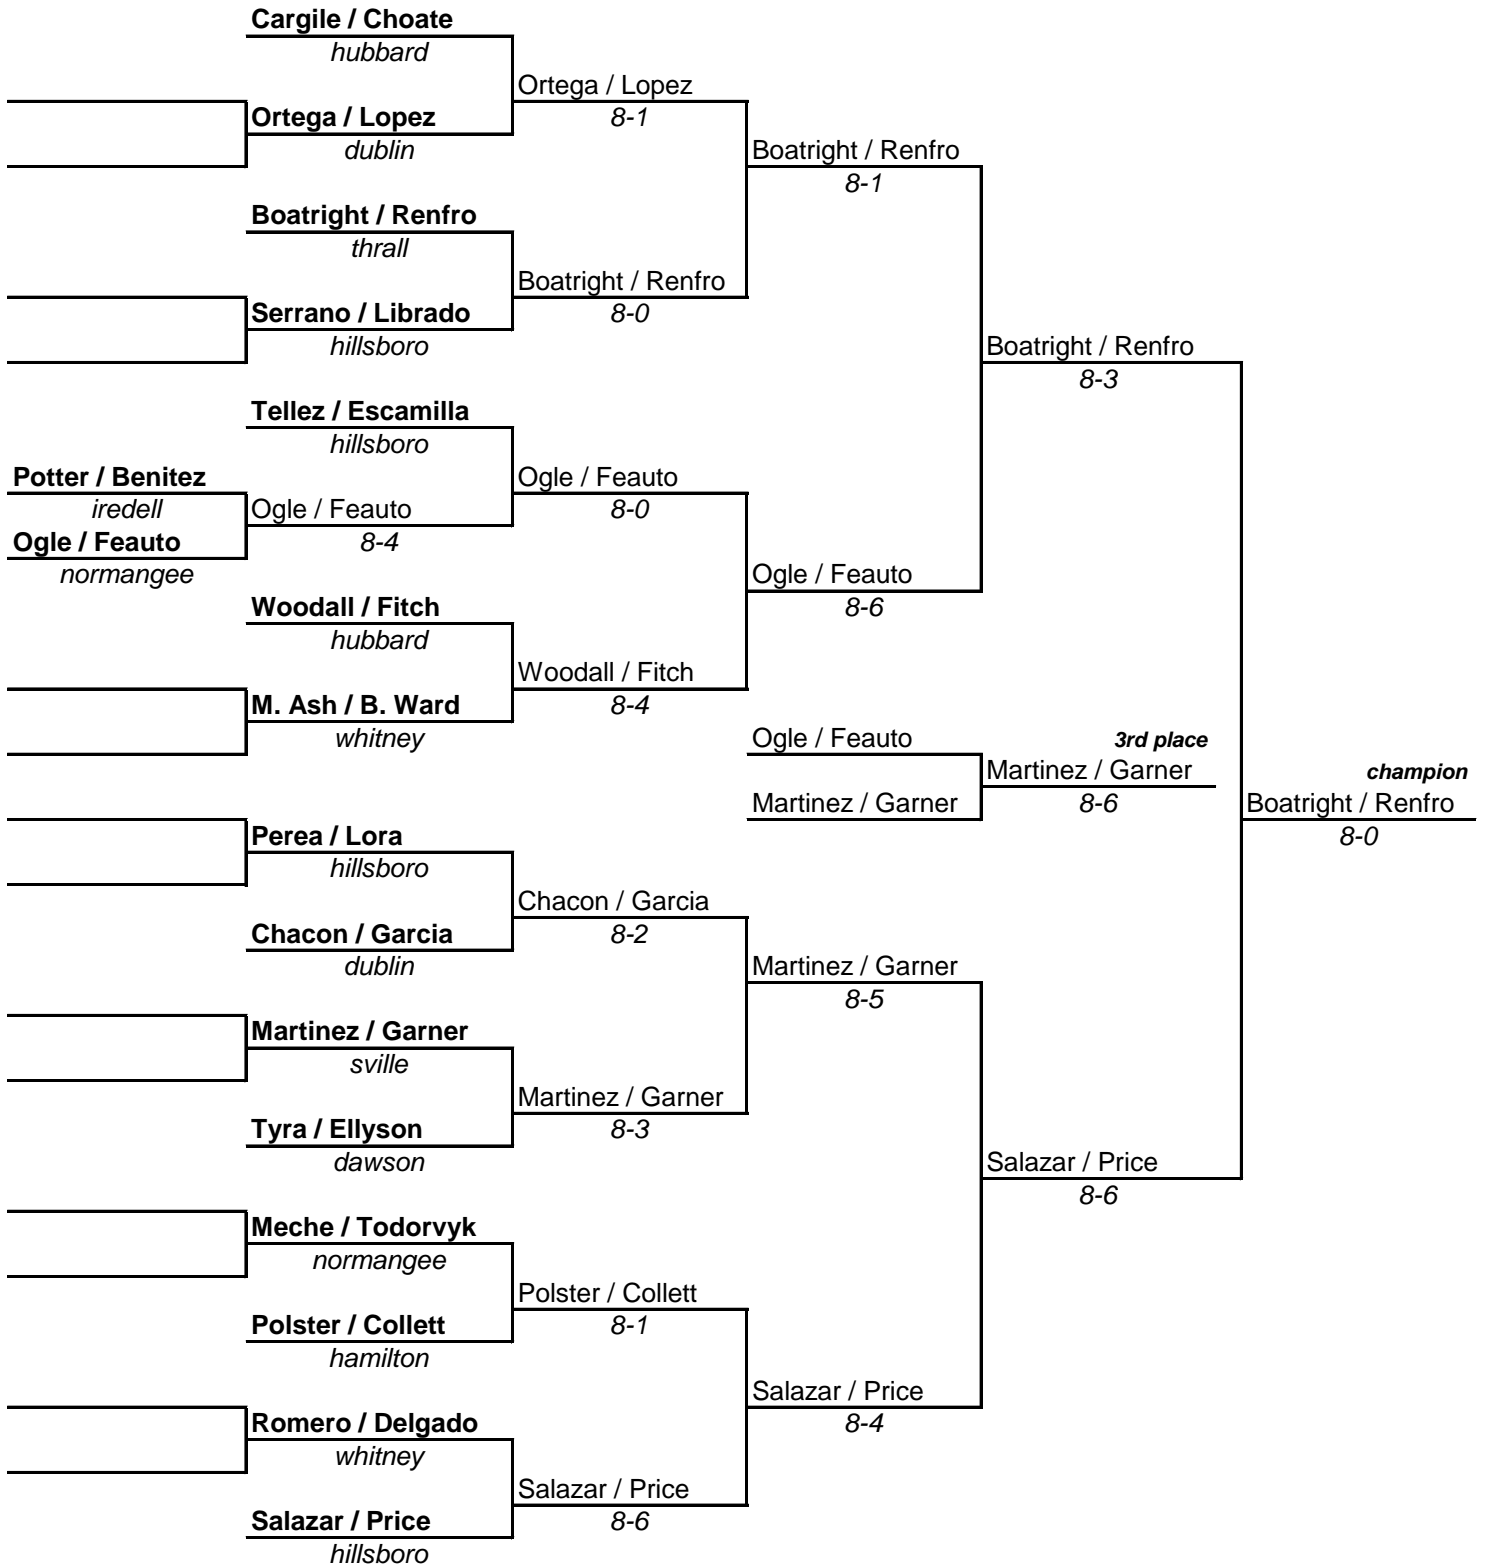 Cargile / Choate
hubbard
Ortega / Lopez
Ortega / Lopez
8-1
dublin
Boatright / Renfro
8-1
Boatright / Renfro
thrall
Boatright / Renfro
Serrano / Librado
8-0
hillsboro
Boatright / Renfro
8-3
Tellez / Escamilla
hillsboro
Potter / Benitez
Ogle / Feauto
iredell
Ogle / Feauto
8-0
Ogle / Feauto
8-4
normangee
Ogle / Feauto
8-6
Woodall / Fitch
hubbard
Woodall / Fitch
M. Ash / B. Ward
8-4
whitney
Ogle / Feauto
3rd place
Martinez / Garner
champion
Martinez / Garner
8-6
Boatright / Renfro
8-0
Perea / Lora
hillsboro
Chacon / Garcia
Chacon / Garcia
8-2
dublin
Martinez / Garner
8-5
Martinez / Garner
sville
Martinez / Garner
Tyra / Ellyson
8-3
dawson
Salazar / Price
8-6
Meche / Todorvyk
normangee
Polster / Collett
Polster / Collett
8-1
hamilton
Salazar / Price
8-4
Romero / Delgado
whitney
Salazar / Price
Salazar / Price
8-6
hillsboro